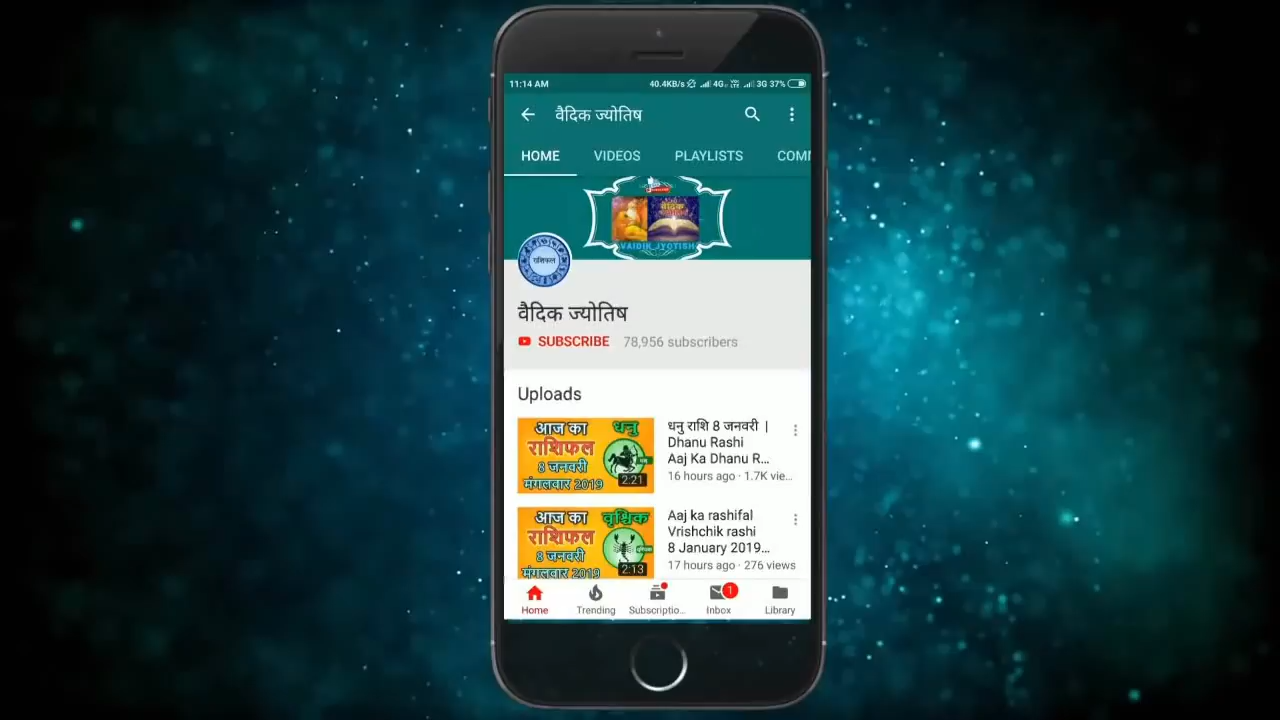 11:14 AM
40.4KB/s 4G 3G 37%
वैदिक ज्योतिष
HOME VIDEOS PLAYLISTS COMM
वैदिक
VAIDIK JYOTISH
राशिफल
वैदिक ज्योतिष
SUBSCRIBE 78,956 subscribers
Uploads
आज का धनु
राशिफल
8 जनवरी
मंगलवार 2019
2:21
धनु राशि 8 जनवरी |
Dhanu Rashi
Aaj Ka Dhanu R...
16 hours ago · 1.7K vie...
आज का वृश्चिक
राशिफल
8 जनवरी
मंगलवार 2019
2:13
Aaj ka rashifal
Vrishchik rashi
8 January 2019...
17 hours ago · 276 views
1
Home Trending Subscriptio... Inbox Library